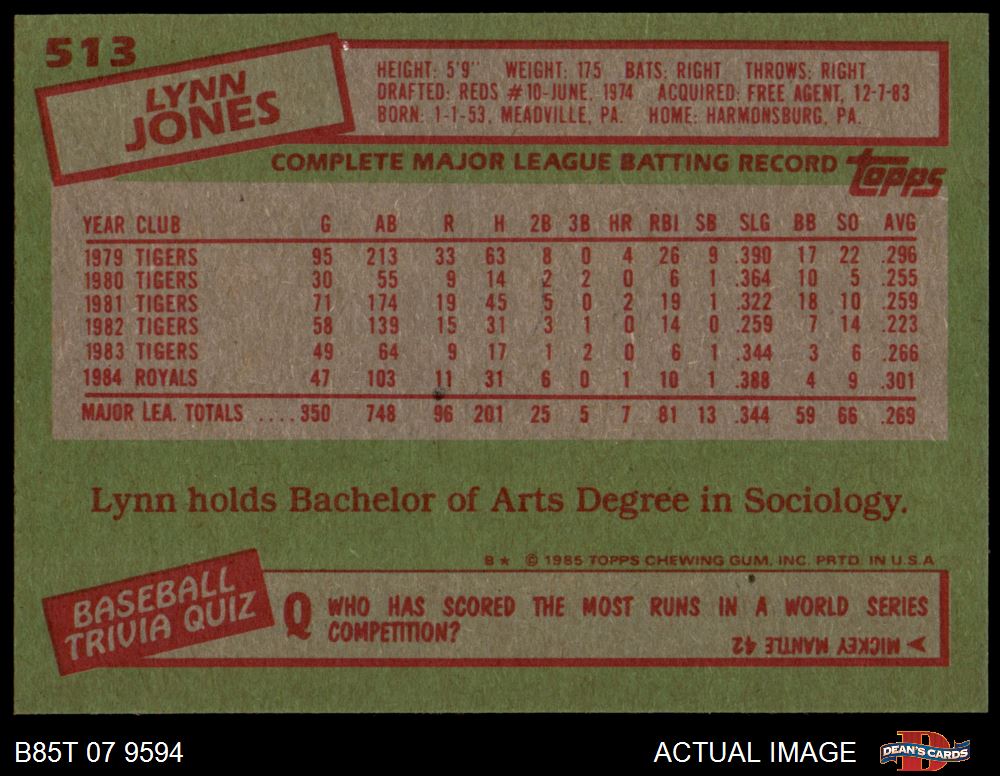 513
LYNN
JONES
HEIGHT: 5'9" WEIGHT: 175 BATS: RIGHT THROWS: RIGHT
DRAFTED: REDS #10-JUNE, 1974 ACQUIRED: FREE AGENT, 12-7-83
BORN: 1-1-53, MEADVILLE, PA. HOME: HARMONSBURG, PA.
COMPLETE MAJOR LEAGUE BATTING RECORD topps
YEAR CLUB G AB R H 2B 3B HR RBI SB SLG BB SO AVG
1979 TIGERS 95 213 33 63 8 0 4 26 9 .390 17 22 .296
1980 TIGERS 30 55 9 14 2 2 0 6 1 .364 10 5 .255
1981 TIGERS 71 174 19 45 5 0 2 19 1 .322 18 10 .259
1982 TIGERS 58 139 15 31 3 1 0 14 0 .259 7 14 .223
1983 TIGERS 49 64 9 17 1 2 0 6 1 .344 3 6 .266
1984 ROYALS 47 103 11 31 6 0 1 10 1 .388 4 9 .301
MAJOR LEA. TOTALS ....350 748 96 201 25 5 7 81 13 .344 59 66 .269
Lynn holds Bachelor of Arts Degree in Sociology.
B★ © 1985 TOPPS CHEWING GUM, INC. PRTD. IN U.S.A.
BASEBALL
TRIVIA QUIZ
Q WHO HAS SCORED THE MOST RUNS IN A WORLD SERIES
COMPETITION?
MICKEY MANTLE 42
B85T 07 9594
ACTUAL IMAGE
D
DEAN'S CARDS